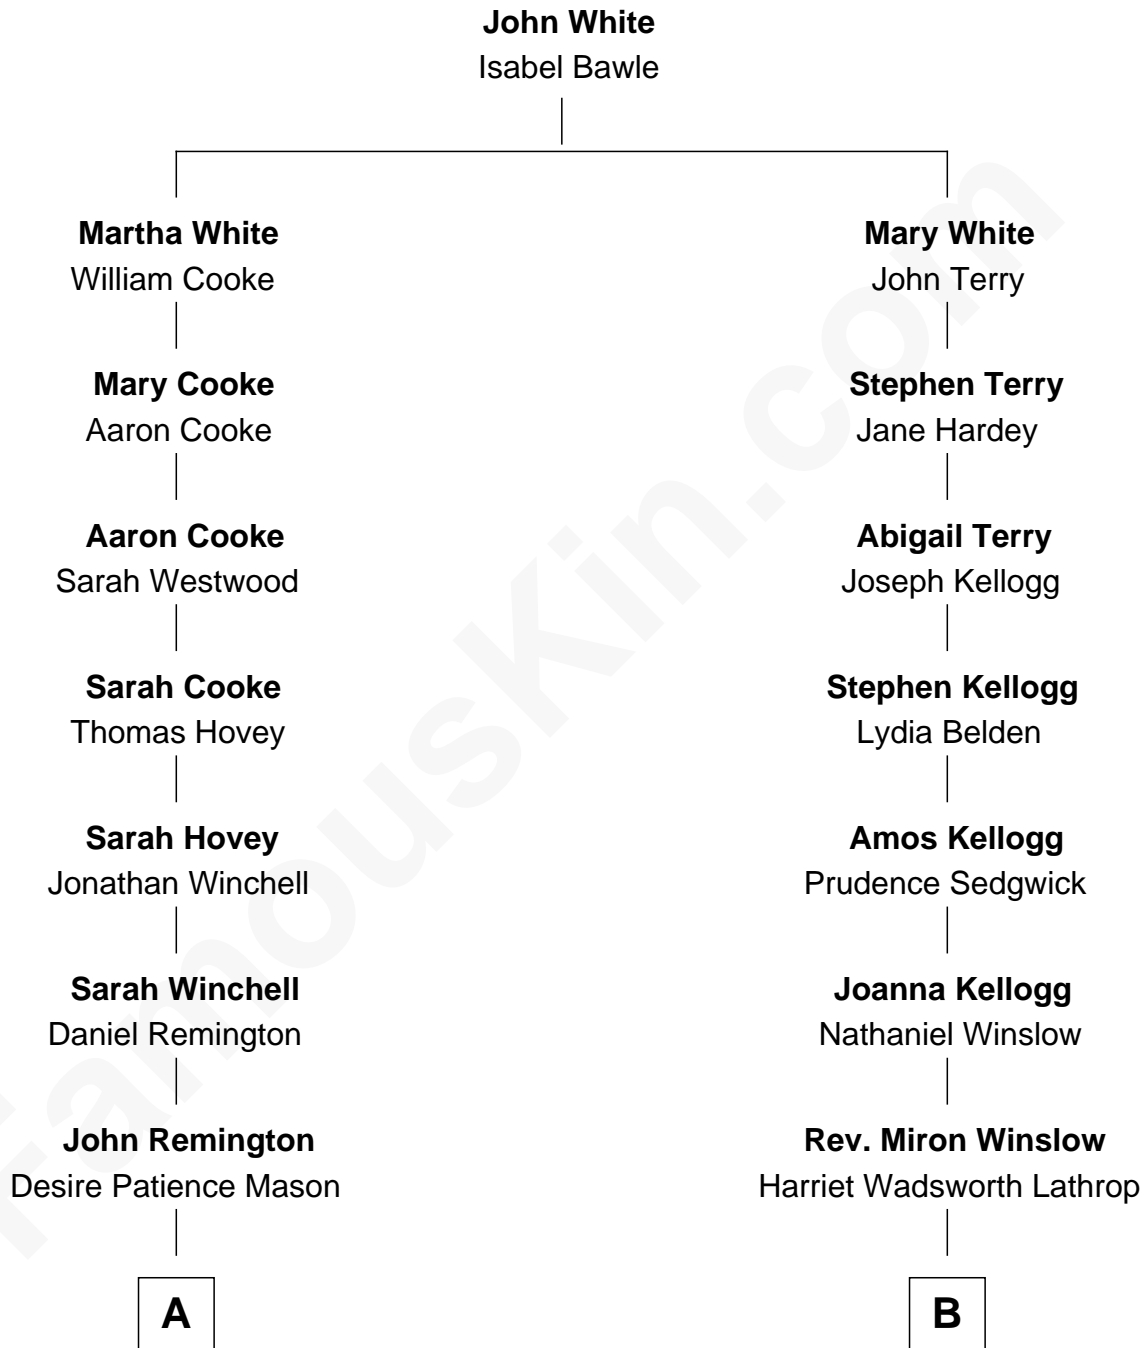 John White
Isabel Bawle
Martha White
William Cooke
Mary White
John Terry
Mary Cooke
Aaron Cooke
Stephen Terry
Jane Hardey
Aaron Cooke
Sarah Westwood
Abigail Terry
Joseph Kellogg
Sarah Cooke
Thomas Hovey
Stephen Kellogg
Lydia Belden
Sarah Hovey
Jonathan Winchell
Amos Kellogg
Prudence Sedgwick
Sarah Winchell
Daniel Remington
Joanna Kellogg
Nathaniel Winslow
John Remington
Desire Patience Mason
Rev. Miron Winslow
Harriet Wadsworth Lathrop
A
B
FamousKin.com